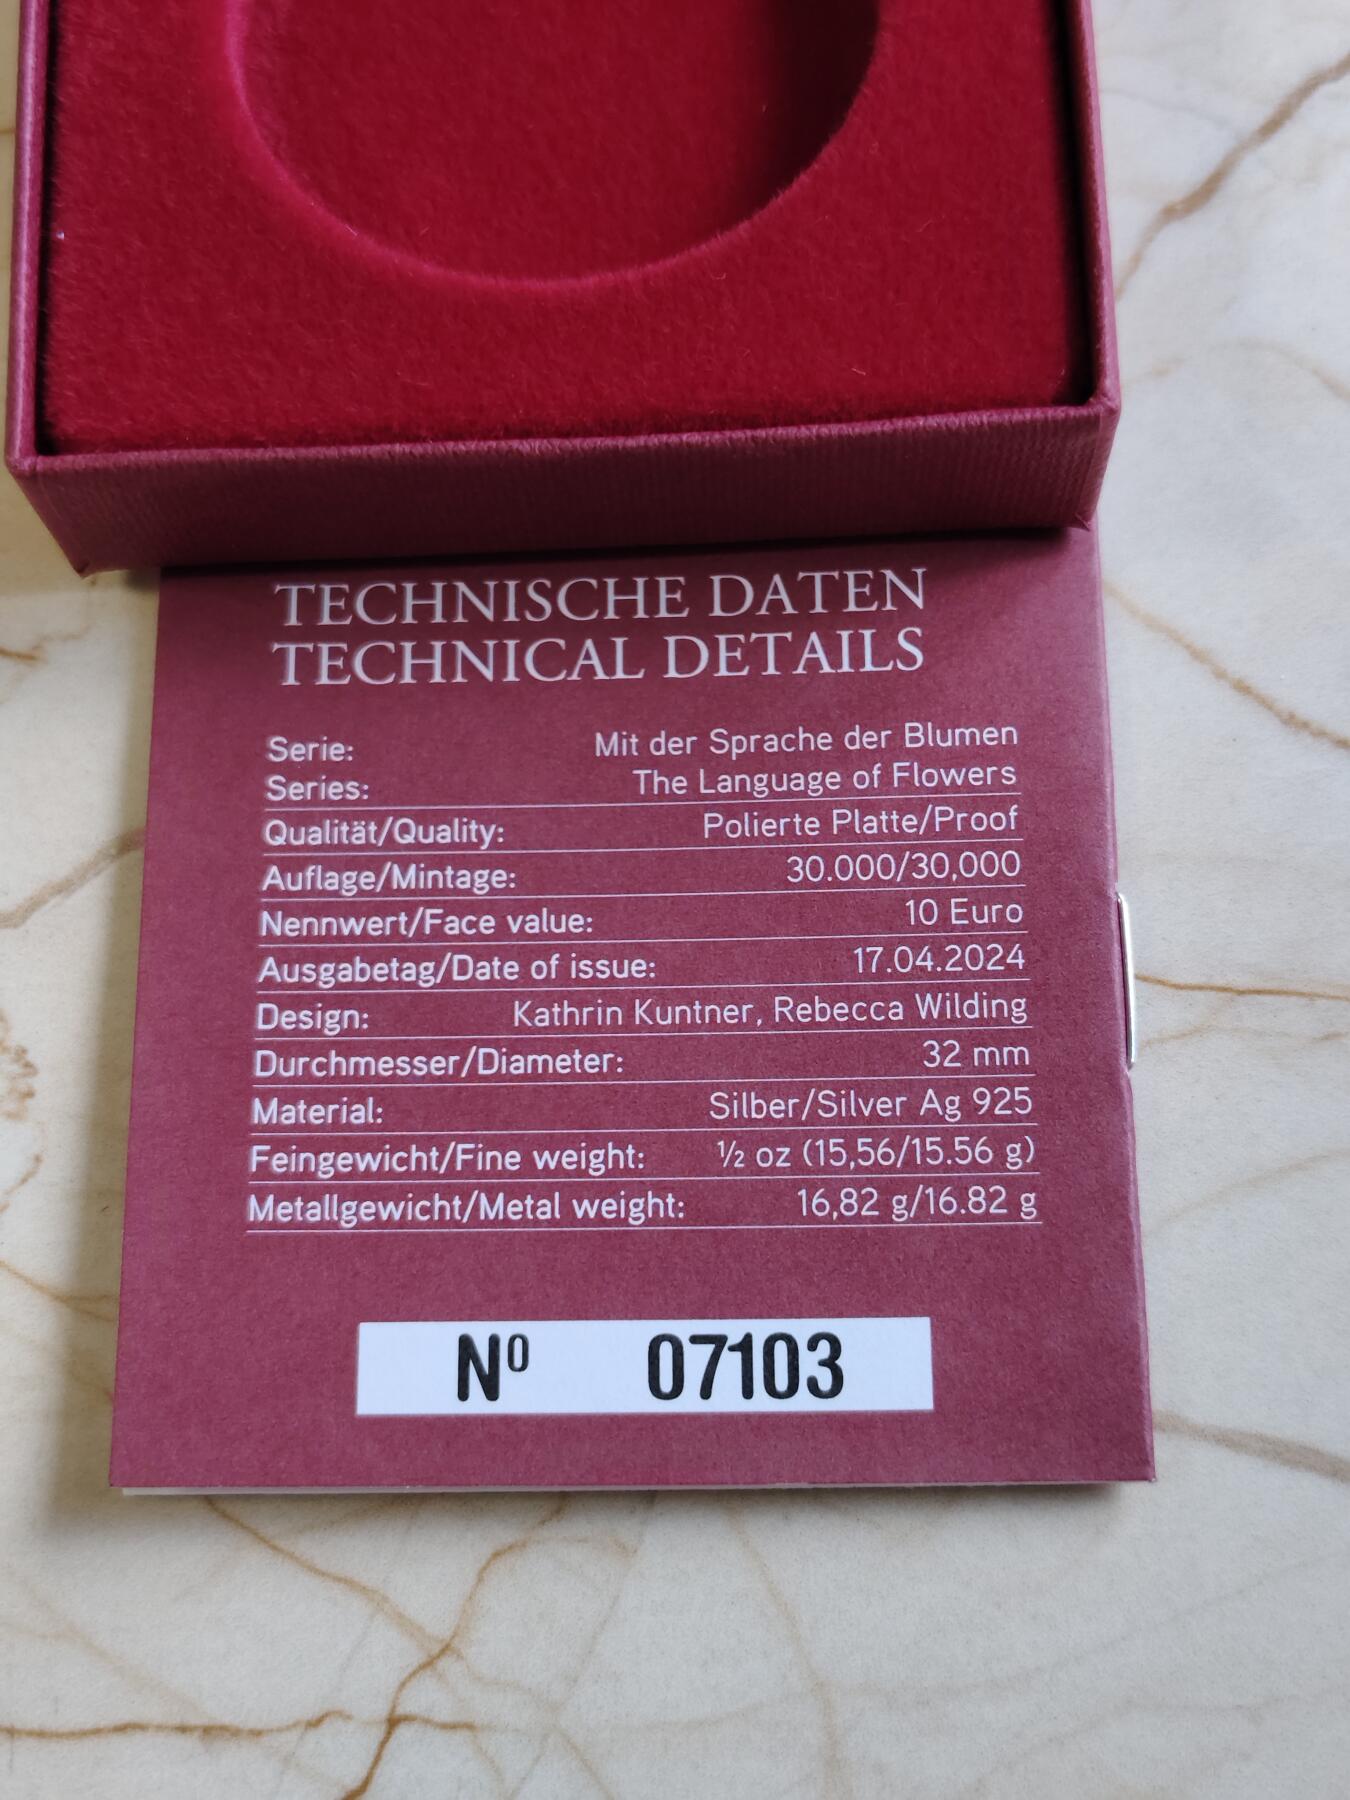 TECHNISCHE DATEN
TECHNICAL DETAILS
Serie: Mit der Sprache der Blumen
Series: The Language of Flowers
Qualität/Quality: Polierte Platte/Proof
Auflage/Mintage: 30.000/30,000
Nennwert/Face value: 10 Euro
Ausgabetag/Date of issue: 17.04.2024
Design: Kathrin Kuntner, Rebecca Wilding
Durchmesser/Diameter: 32 mm
Material: Silber/Silver Ag 925
Feingewicht/Fine weight: ½ oz (15,56/15.56 g)
Metallgewicht/Metal weight: 16,82 g/16.82 g
Nº 07103